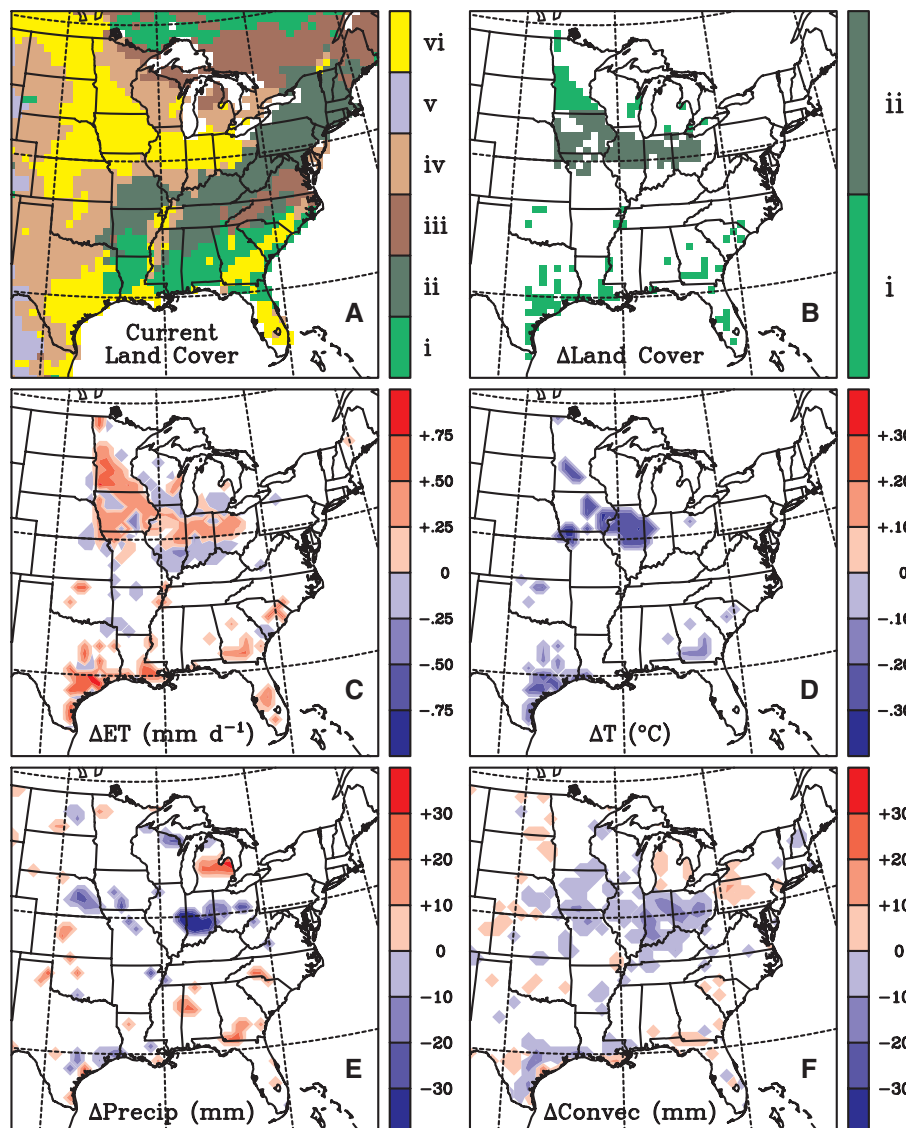 vi
v
iv
iii
ii
i
A
Current
Land Cover
ii
i
B
ΔLand Cover
+.75
+.50
+.25
0
-.25
-.50
-.75
C
ΔET (mm d⁻¹)
+.30
+.20
+.10
0
-.10
-.20
-.30
D
ΔT (°C)
+30
+20
+10
0
-10
-20
-30
E
ΔPrecip (mm)
+30
+20
+10
0
-10
-20
-30
F
ΔConvec (mm)